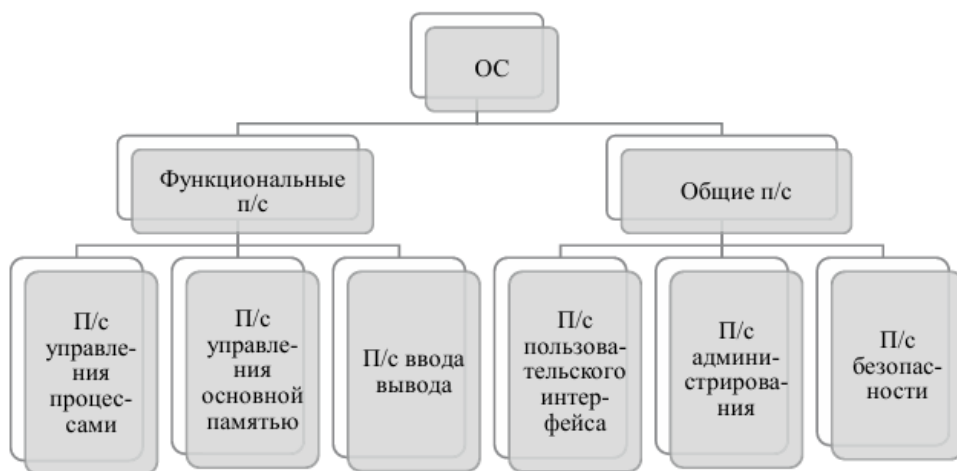 ОС
Функциональные
п/с
Общие п/с
П/с
управле-
ния
процес-
сами
П/с
управле-
ния
основной
памятью
П/с ввода
вывода
П/с
пользова-
тельского
интер-
фейса
П/с
админи-
стрирова-
ния
П/с
безопас-
ности